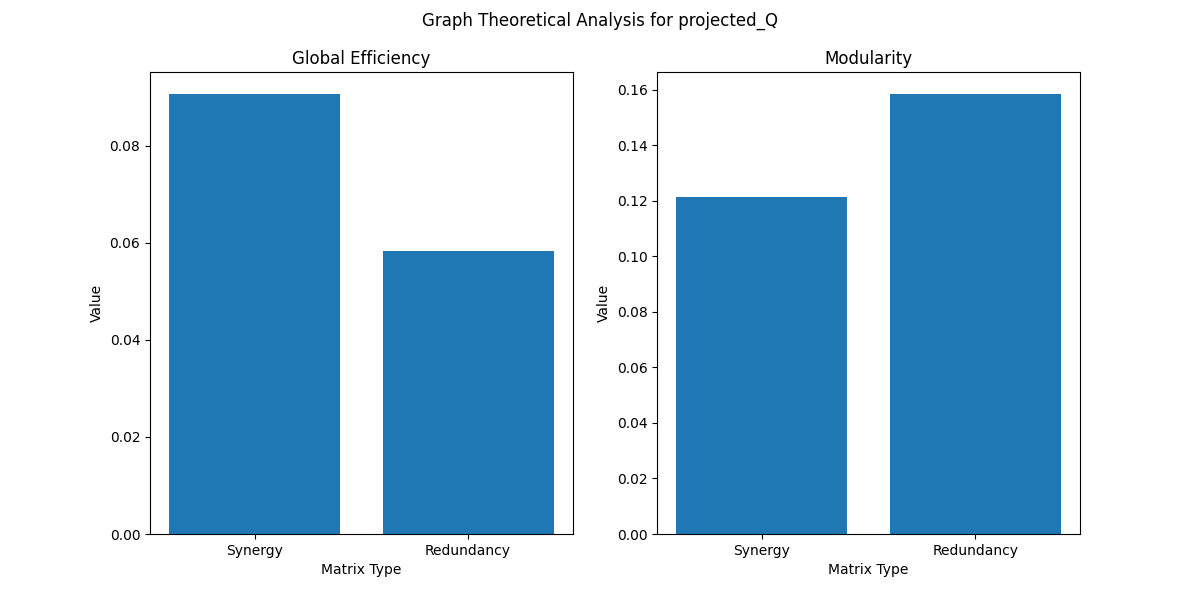 Graph Theoretical Analysis for projected_Q
Global Efficiency
Value
0.08
0.06
0.04
0.02
0.00
Synergy
Redundancy
Matrix Type
Modularity
Value
0.16
0.14
0.12
0.10
0.08
0.06
0.04
0.02
0.00
Synergy
Redundancy
Matrix Type